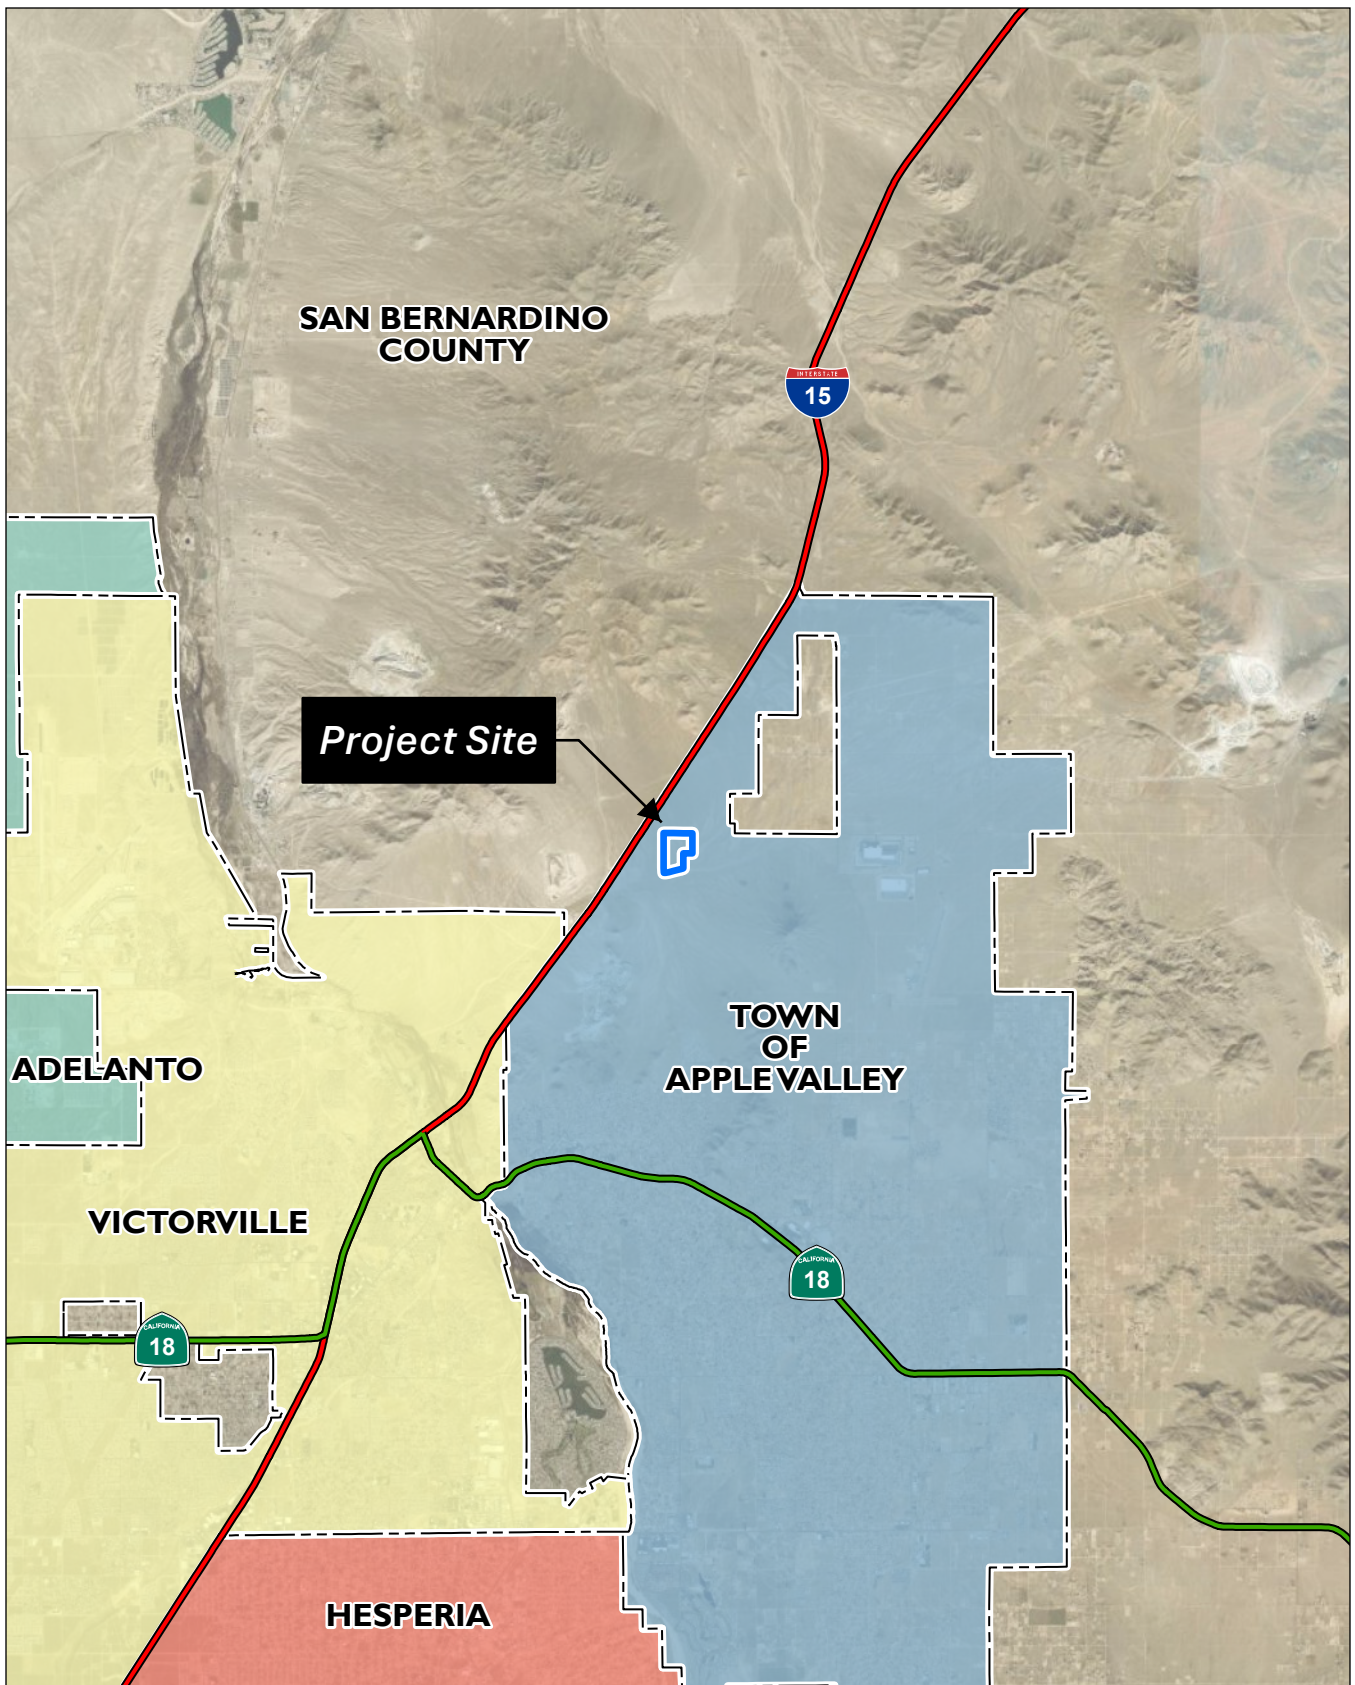 SAN BERNARDINO
COUNTY
INTERSTATE
15
Project Site
TOWN
OF
APPLE VALLEY
ADELANTO
VICTORVILLE
CALIFORNIA
18
CALIFORNIA
18
HESPERIA